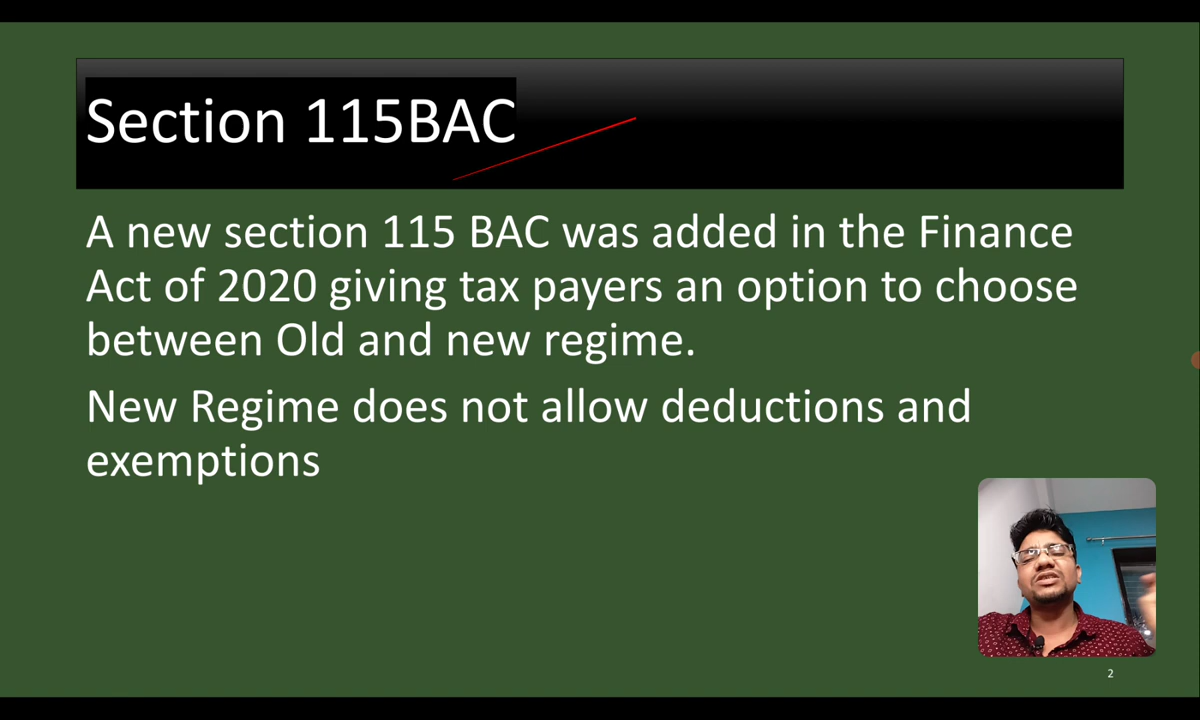 Section 115BAC
A new section 115 BAC was added in the Finance
Act of 2020 giving tax payers an option to choose
between Old and new regime.
New Regime does not allow deductions and
exemptions
2